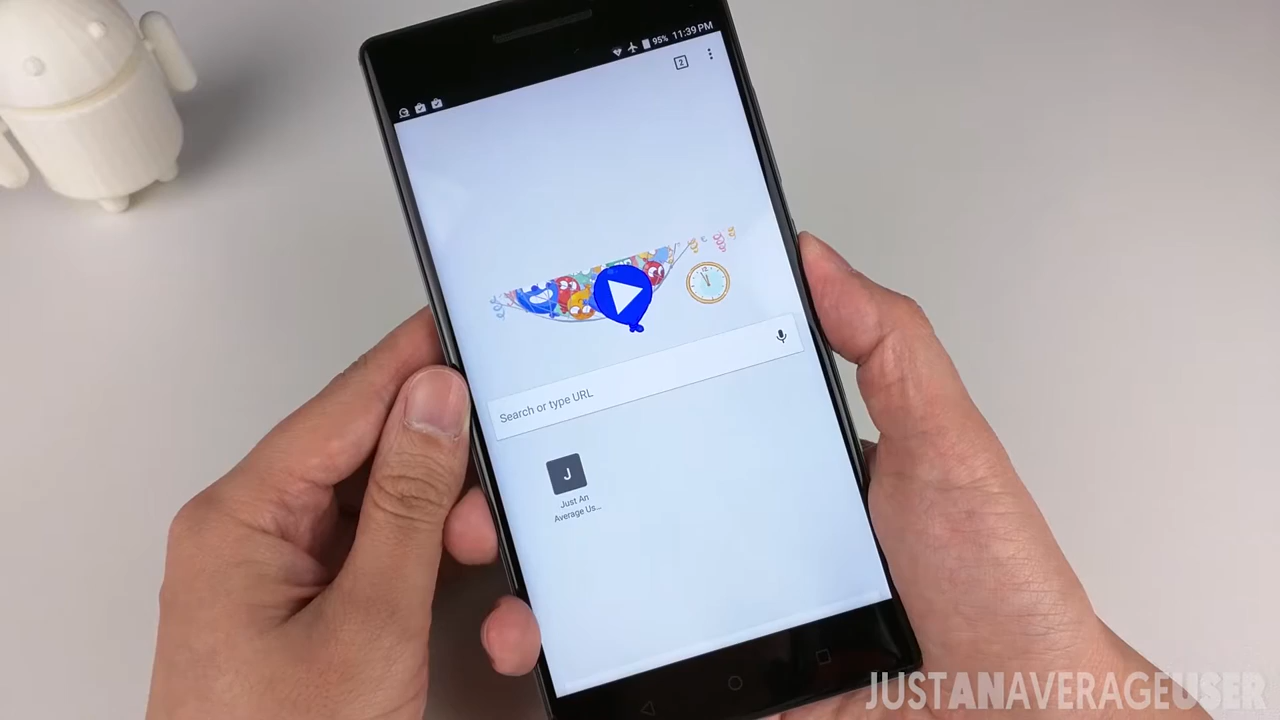 95% 11:39 PM
2
Search or type URL
J
Just An
Average Us...
JUSTANAVERAGEUSER